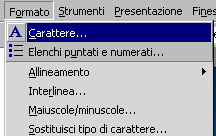 Formato Strumenti Presentazione Fines
Carattere...
Elenchi puntati e numerati...
Allineamento
Interlinea...
Maiuscole/minuscole...
Sostituisci tipo di carattere...